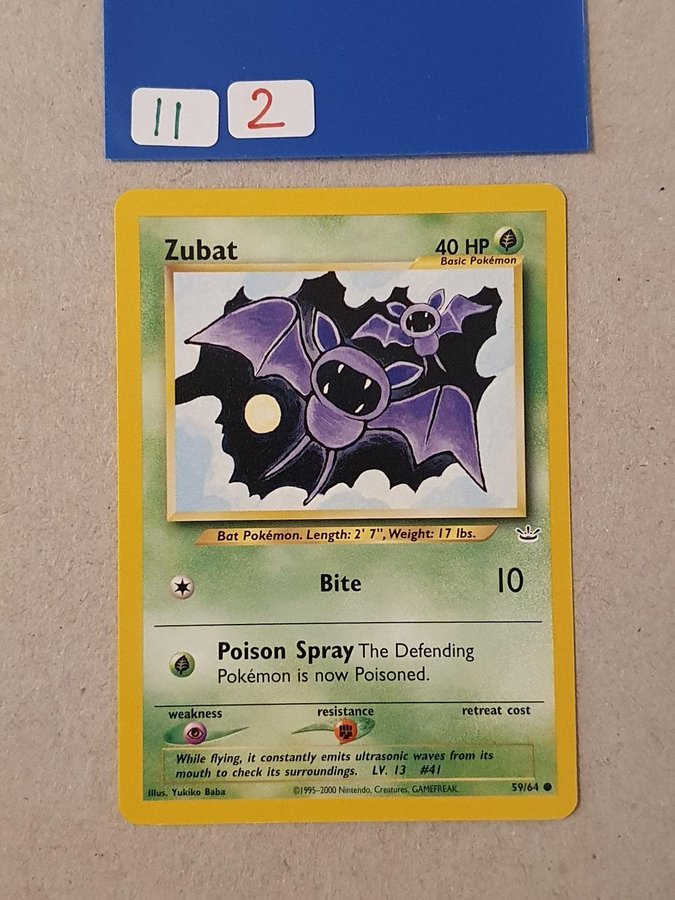 11 2
Zubat 40 HP
Basic Pokémon
Bat Pokémon. Length: 2' 7", Weight: 17 lbs.
Bite 10
Poison Spray The Defending
Pokémon is now Poisoned.
weakness resistance retreat cost
While flying, it constantly emits ultrasonic waves from its
mouth to check its surroundings. LV. 13 #41
Illus. Yukiko Baba ©1995–2000 Nintendo, Creatures, GAMEFREAK. 59/64